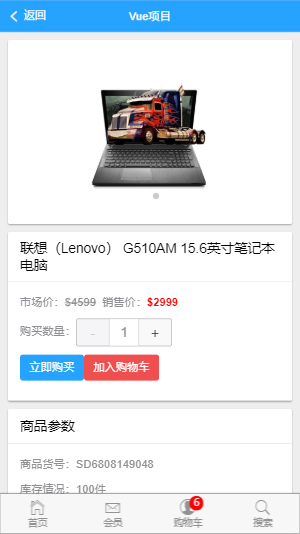 返回
Vue项目
联想（Lenovo） G510AM 15.6英寸笔记本
电脑
市场价：$4599 销售价：$2999
购买数量： - 1 +
立即购买 加入购物车
商品参数
商品货号：SD6808149048
库存情况：100件
6
首页 会员 购物车 搜索